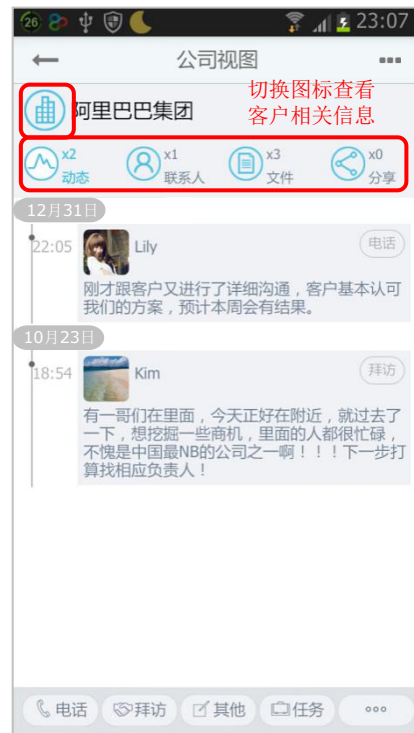 26
23:07
公司视图
阿里巴巴集团
切换图标查看
客户相关信息
x2
动态
x1
联系人
x3
文件
x0
分享
12月31日
22:05
Lily
电话
刚才跟客户又进行了详细沟通，客户基本认可
我们的方案，预计本周会有结果。
10月23日
18:54
Kim
拜访
有一哥们在里面，今天正好在附近，就过去了
一下，想挖掘一些商机，里面的人都很忙碌，
不愧是中国最NB的公司之一啊！！！下一步打
算找相应负责人！
电话
拜访
其他
任务